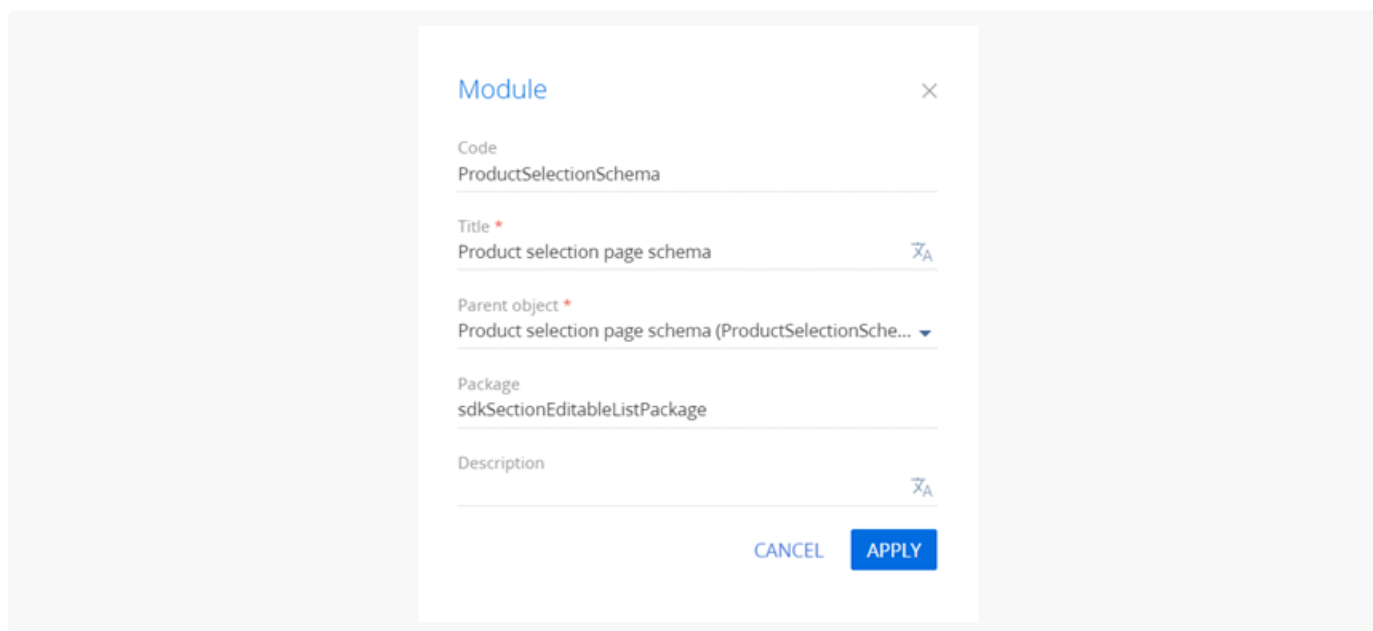 Module
Code
ProductSelectionSchema
Title *
Product selection page schema
Parent object *
Product selection page schema (ProductSelectionSche...
Package
sdkSectionEditableListPackage
Description
CANCEL APPLY